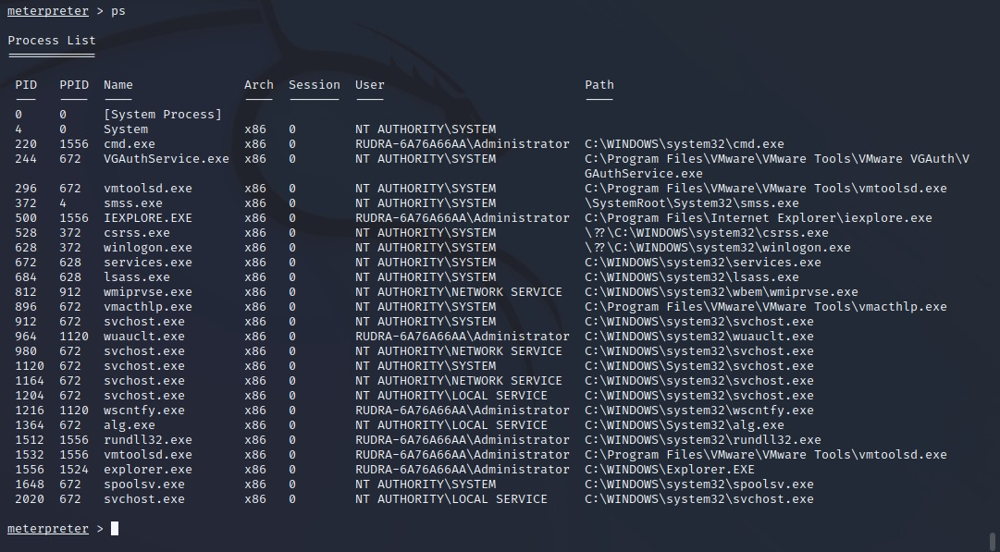 meterpreter > ps
Process List
PID PPID Name Arch Session User Path
0 0 [System Process]
4 0 System x86 0 NT AUTHORITY\SYSTEM
220 1556 cmd.exe x86 0 RUDRA-6A76A66AA\Administrator C:\WINDOWS\system32\cmd.exe
244 672 VGAuthService.exe x86 0 NT AUTHORITY\SYSTEM C:\Program Files\VMware\VMware Tools\VMware VGAuth\V
GAuthService.exe
296 672 vmtoolsd.exe x86 0 NT AUTHORITY\SYSTEM C:\Program Files\VMware\VMware Tools\vmtoolsd.exe
372 4 smss.exe x86 0 NT AUTHORITY\SYSTEM \SystemRoot\System32\smss.exe
500 1556 IEXPLORE.EXE x86 0 RUDRA-6A76A66AA\Administrator C:\Program Files\Internet Explorer\iexplore.exe
528 372 csrss.exe x86 0 NT AUTHORITY\SYSTEM \??\C:\WINDOWS\system32\csrss.exe
628 372 winlogon.exe x86 0 NT AUTHORITY\SYSTEM \??\C:\WINDOWS\system32\winlogon.exe
672 628 services.exe x86 0 NT AUTHORITY\SYSTEM C:\WINDOWS\system32\services.exe
684 628 lsass.exe x86 0 NT AUTHORITY\SYSTEM C:\WINDOWS\system32\lsass.exe
812 912 wmiprvse.exe x86 0 NT AUTHORITY\NETWORK SERVICE C:\WINDOWS\system32\wbem\wmiprvse.exe
896 672 vmacthlp.exe x86 0 NT AUTHORITY\SYSTEM C:\Program Files\VMware\VMware Tools\vmacthlp.exe
912 672 svchost.exe x86 0 NT AUTHORITY\SYSTEM C:\WINDOWS\system32\svchost.exe
964 1120 wuauclt.exe x86 0 RUDRA-6A76A66AA\Administrator C:\WINDOWS\system32\wuauclt.exe
980 672 svchost.exe x86 0 NT AUTHORITY\NETWORK SERVICE C:\WINDOWS\system32\svchost.exe
1120 672 svchost.exe x86 0 NT AUTHORITY\SYSTEM C:\WINDOWS\System32\svchost.exe
1164 672 svchost.exe x86 0 NT AUTHORITY\NETWORK SERVICE C:\WINDOWS\system32\svchost.exe
1204 672 svchost.exe x86 0 NT AUTHORITY\LOCAL SERVICE C:\WINDOWS\system32\svchost.exe
1216 1120 wscntfy.exe x86 0 RUDRA-6A76A66AA\Administrator C:\WINDOWS\system32\wscntfy.exe
1364 672 alg.exe x86 0 NT AUTHORITY\LOCAL SERVICE C:\WINDOWS\System32\alg.exe
1512 1556 rundll32.exe x86 0 RUDRA-6A76A66AA\Administrator C:\WINDOWS\system32\rundll32.exe
1532 1556 vmtoolsd.exe x86 0 RUDRA-6A76A66AA\Administrator C:\Program Files\VMware\VMware Tools\vmtoolsd.exe
1556 1524 explorer.exe x86 0 RUDRA-6A76A66AA\Administrator C:\WINDOWS\Explorer.EXE
1648 672 spoolsv.exe x86 0 NT AUTHORITY\SYSTEM C:\WINDOWS\system32\spoolsv.exe
2020 672 svchost.exe x86 0 NT AUTHORITY\LOCAL SERVICE C:\WINDOWS\system32\svchost.exe
meterpreter >